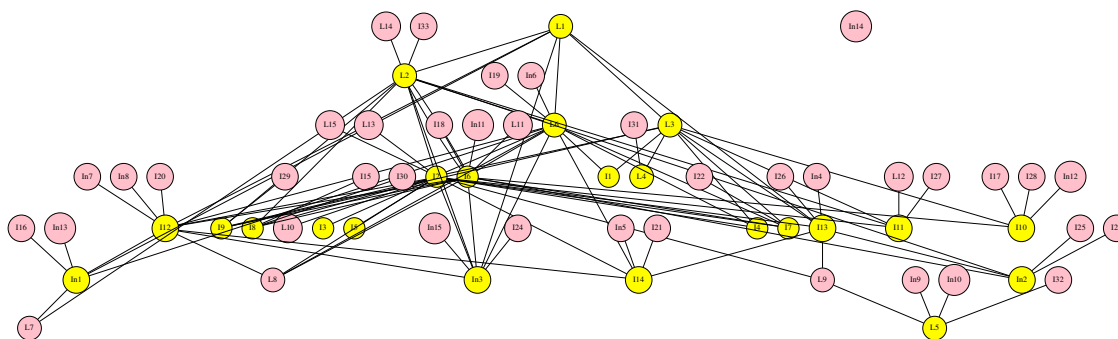 L14 I33 L1 In14
L2 I19 In6
L15 L13 I18 In11 L11 L6 I31 L3
In7 In8 I20 I29 I15 I30 I2 I6 I1 L4 I22 I26 In4 L12 I27 I17 I28 In12
I16 In13 I12 I9 I8 L10 I3 I5 In15 I24 In5 I21 I4 I7 I13 I11 I10 I25
In1 L8 In3 I14 L9 In9 In10 In2 I32
L7 L5